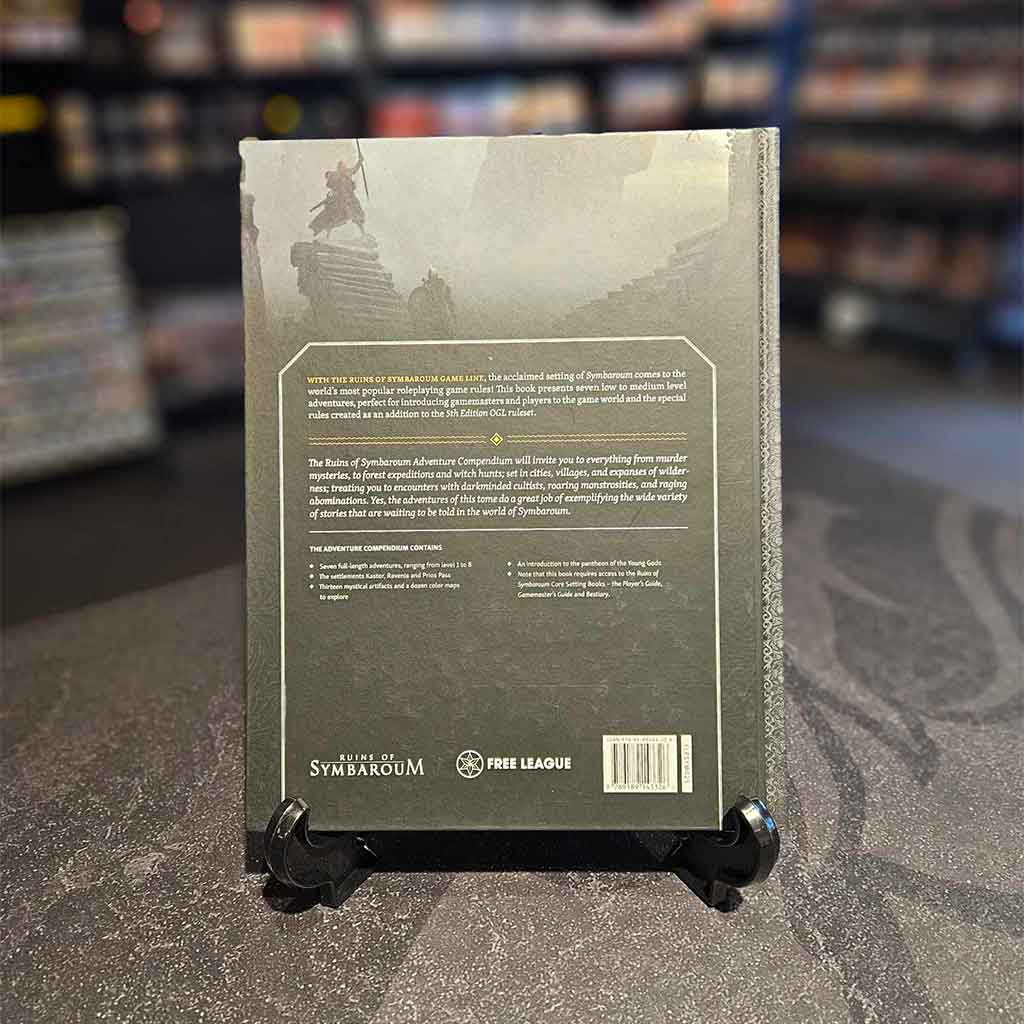 WITH THE RUINS OF SYMBAROUM GAME LINE, the acclaimed setting of Symbaroum comes to the
world's most popular roleplaying game rules! This book presents seven low to medium level
adventures, perfect for introducing gamemasters and players to the game world and the special
rules created as an addition to the 5th Edition OGL ruleset.
The Ruins of Symbaroum Adventure Compendium will invite you to everything from murder
mysteries, to forest expeditions and witch hunts; set in cities, villages, and expanses of wilder-
ness; treating you to encounters with darkminded cultists, roaring monstrosities, and raging
abominations. Yes, the adventures of this tome do a great job of exemplifying the wide variety
of stories that are waiting to be told in the world of Symbaroum.
THE ADVENTURE COMPENDIUM CONTAINS
Seven full-length adventures, ranging from level 1 to 8
The settlements Kastor, Ravenia and Prios Pass
Thirteen mystical artifacts and a dozen color maps
to explore
An introduction to the pantheon of the Young Gods
Note that this book requires access to the Ruins of
Symbaroum Core Setting Books – the Player's Guide,
Gamemaster's Guide and Bestiary.
RUINS OF
SYMBAROUM
FREE LEAGUE